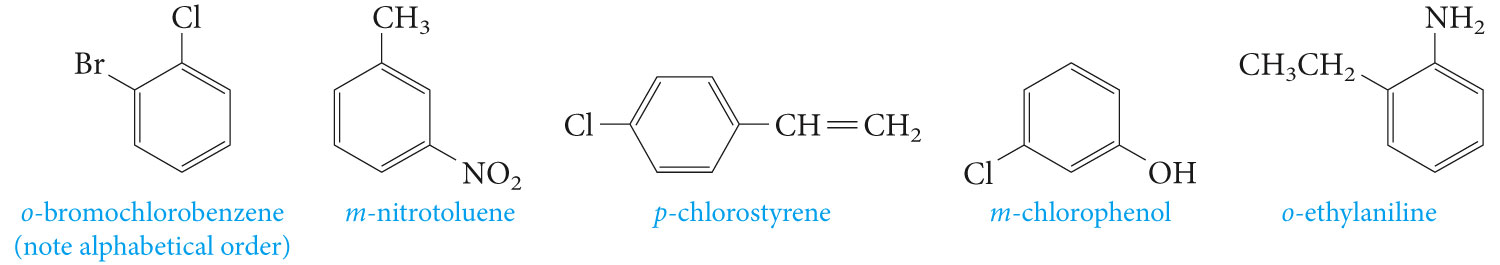 Cl
Br
CH₃
NO₂
Cl
CH=CH₂
Cl
OH
NH₂
CH₃CH₂
o-bromochlorobenzene
(note alphabetical order)
m-nitrotoluene
p-chlorostyrene
m-chlorophenol
o-ethylaniline